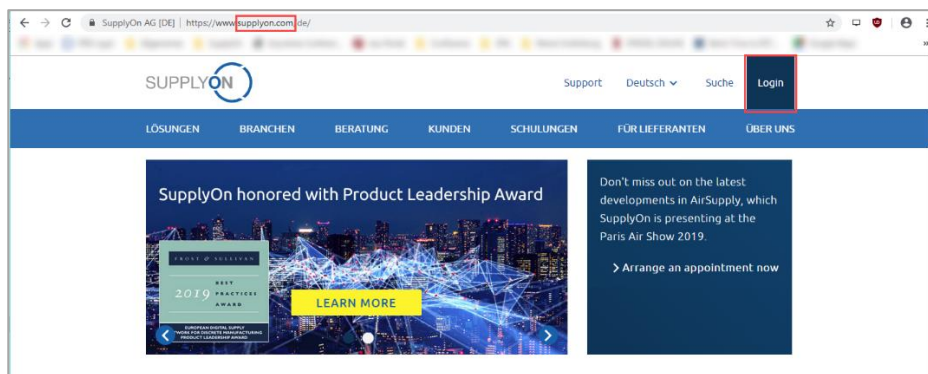 SupplyOn AG [DE] | https://www.supplyon.com/de/
SUPPLYON
Support Deutsch Suche Login
LÖSUNGEN BRANCHEN BERATUNG KUNDEN SCHULUNGEN FÜR LIEFERANTEN ÜBER UNS
SupplyOn honored with Product Leadership Award
FROST & SULLIVAN
BEST
2019 PRACTICES
AWARD
EUROPEAN DIGITAL SUPPLY
NETWORK FOR DISCRETE MANUFACTURING
PRODUCT LEADERSHIP AWARD
LEARN MORE
Don't miss out on the latest
developments in AirSupply, which
SupplyOn is presenting at the
Paris Air Show 2019.
> Arrange an appointment now